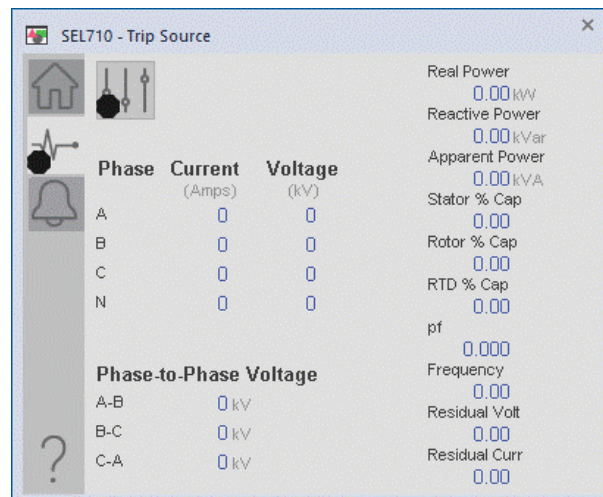 SEL710 - Trip Source
Phase Current Voltage
(Amps) (kV)
A 0 0
B 0 0
C 0 0
N 0 0
Phase-to-Phase Voltage
A-B 0 kV
B-C 0 kV
C-A 0 kV
?
Real Power
0.00 kW
Reactive Power
0.00 kVar
Apparent Power
0.00 kVA
Stator % Cap
0.00
Rotor % Cap
0.00
RTD % Cap
0.00
pf
0.000
Frequency
0.00
Residual Volt
0.00
Residual Curr
0.00